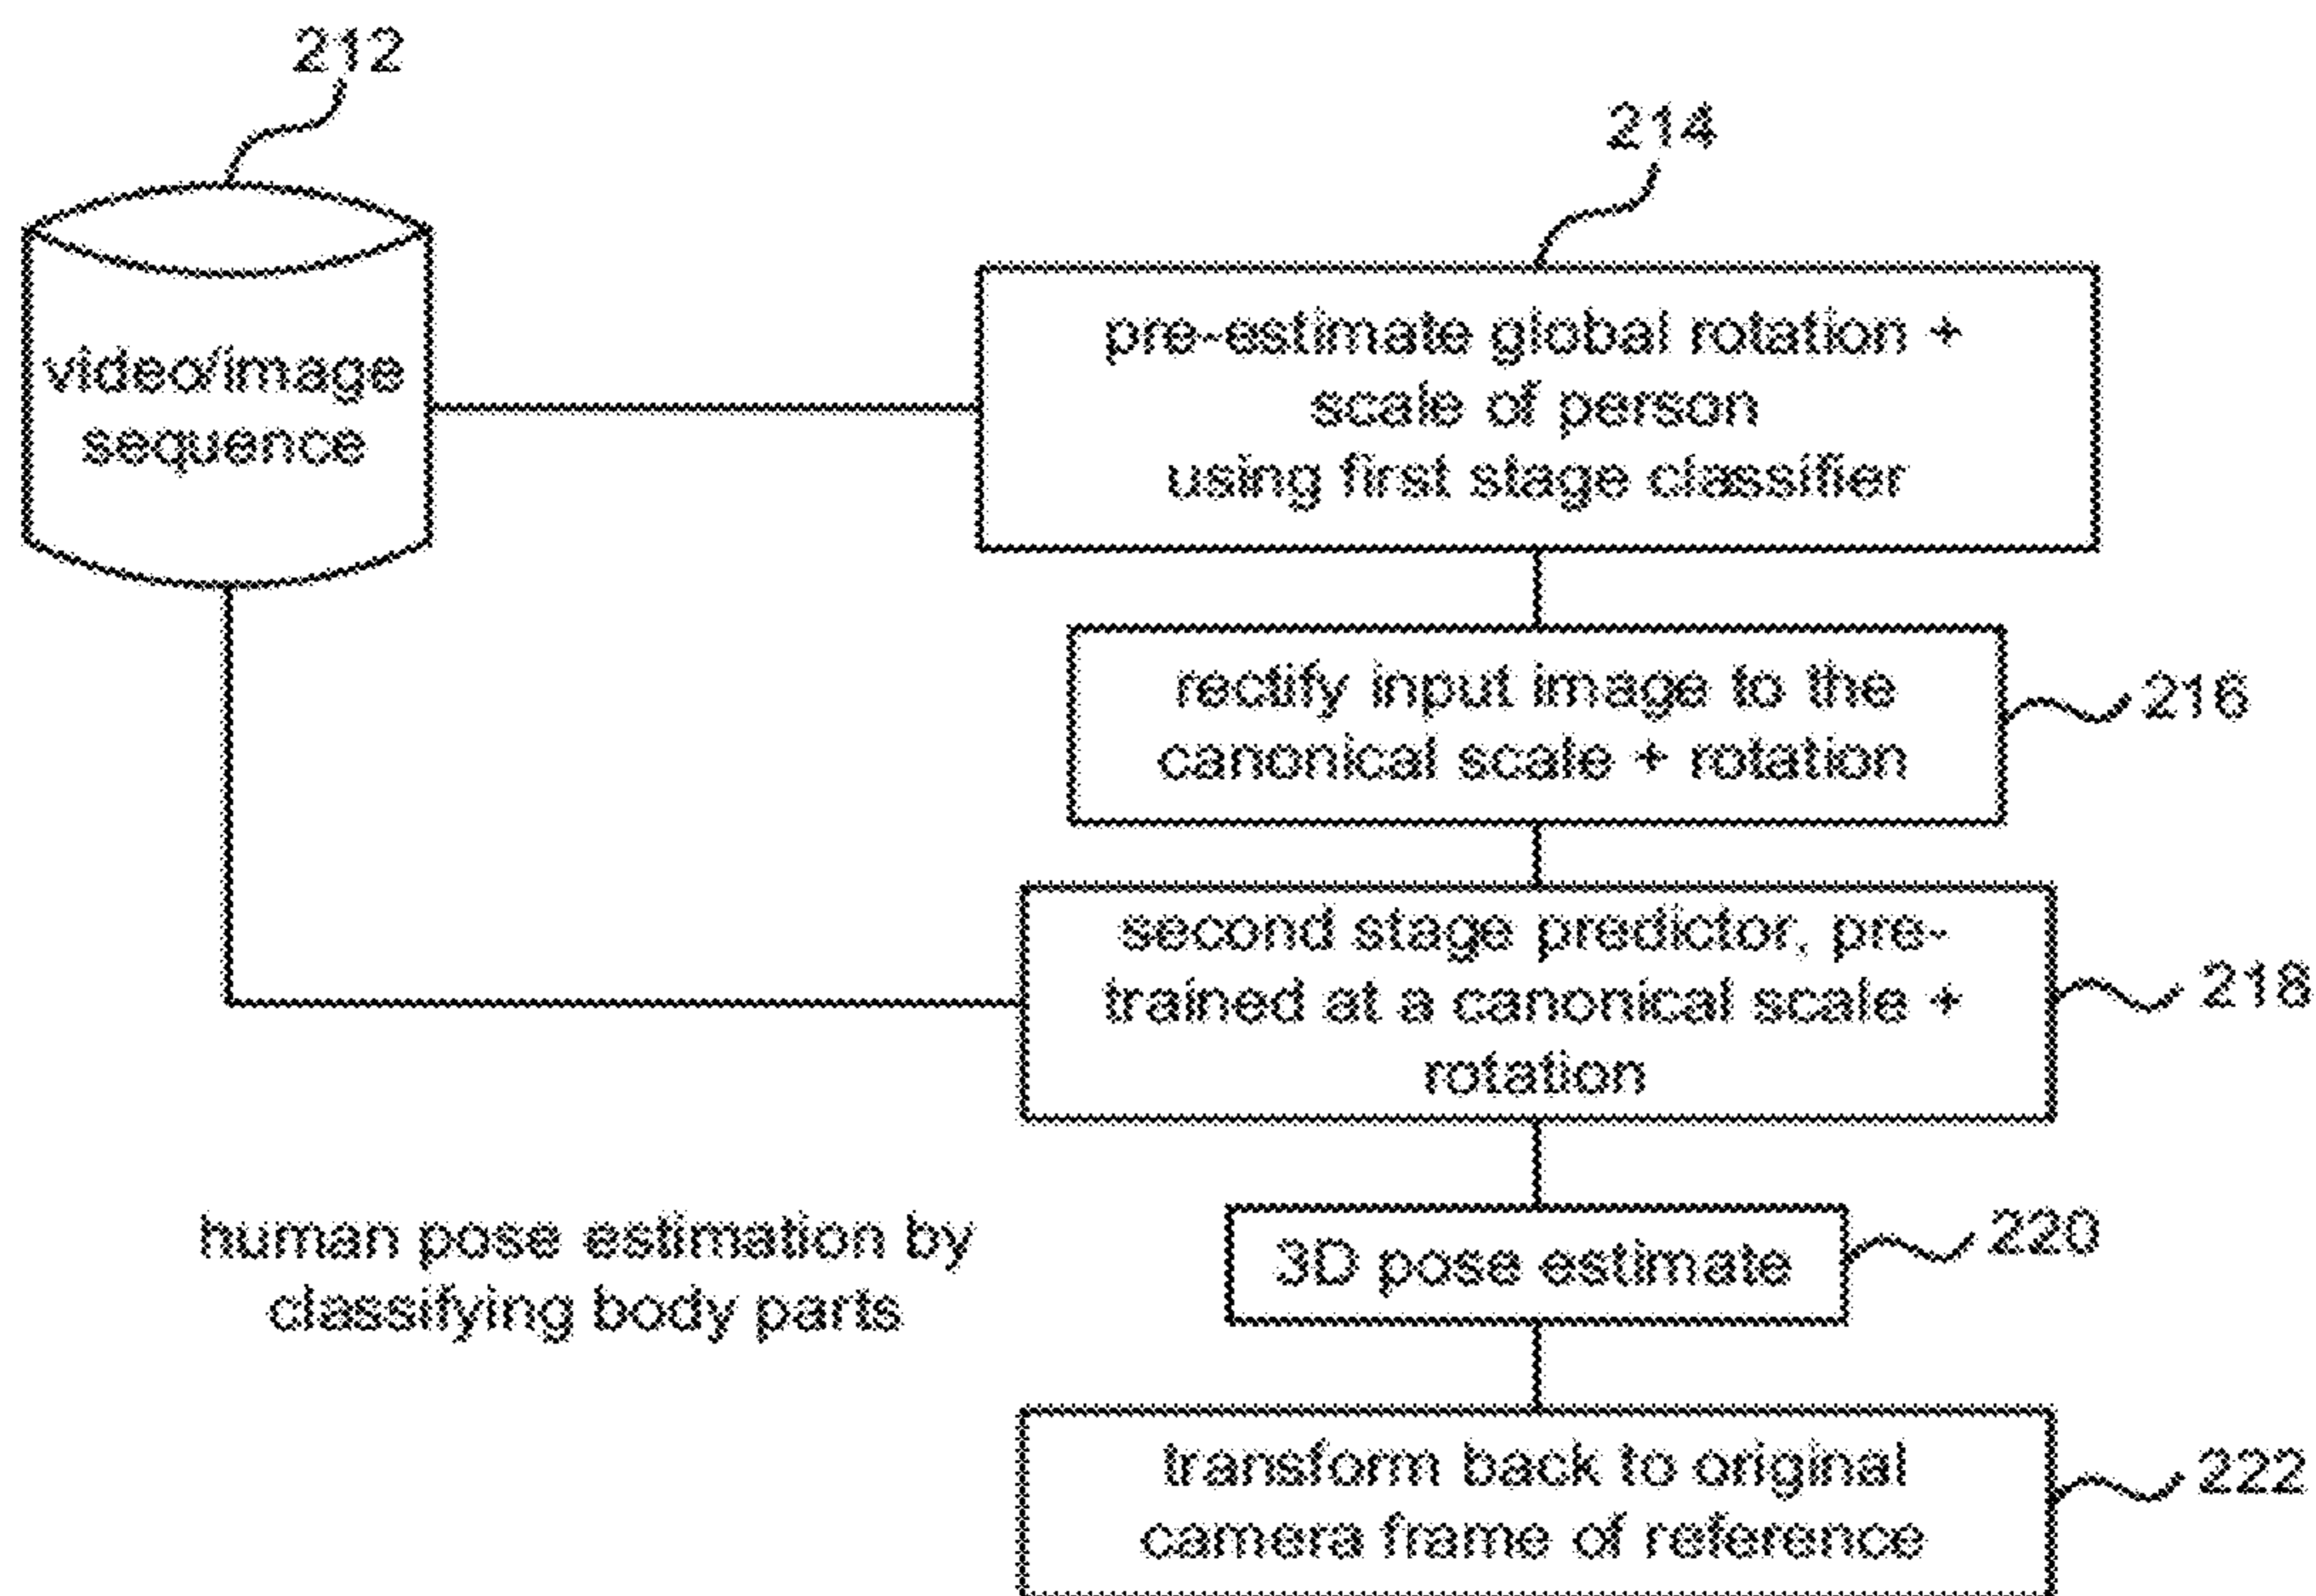 212
214
video/image
sequence
pre-estimate global rotation +
scale of person
using first stage classifier
rectify input image to the
canonical scale + rotation
216
second stage predictor, pre-
trained at a canonical scale +
rotation
218
human pose estimation by
classifying body parts
3D pose estimate
220
transform back to original
camera frame of reference
222